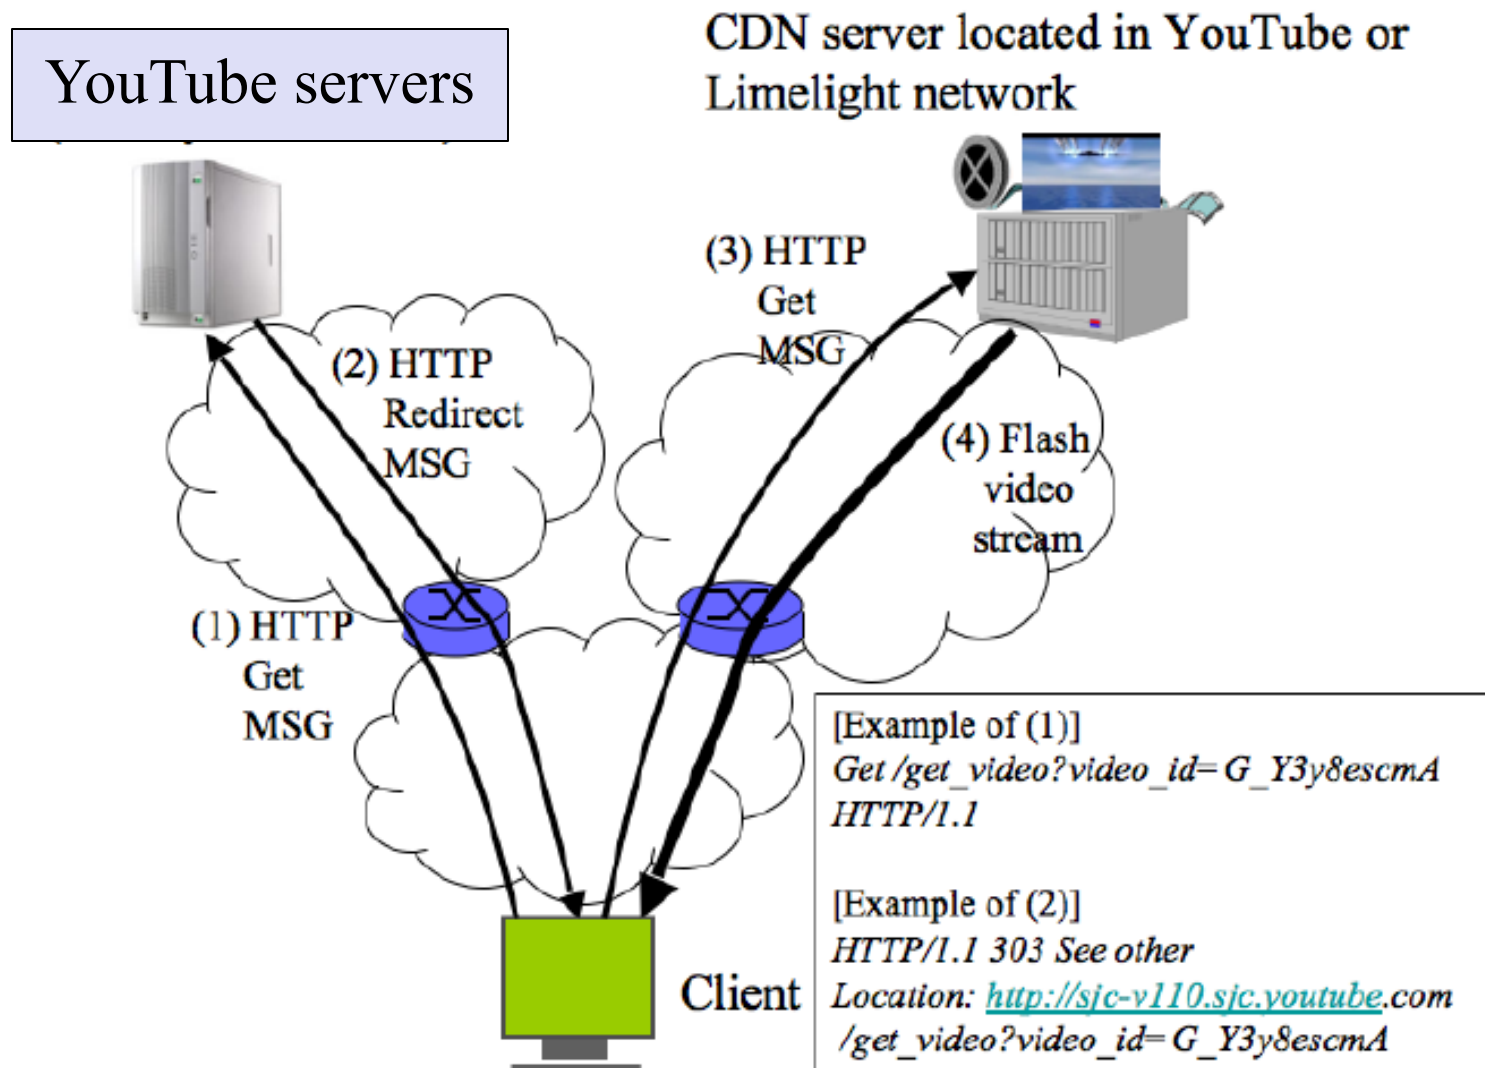 YouTube servers
CDN server located in YouTube or
Limelight network
(3) HTTP
Get
MSG
(2) HTTP
Redirect
MSG
(4) Flash
video
stream
(1) HTTP
Get
MSG
Client
[Example of (1)]
Get /get_video?video_id=G_Y3y8escmA
HTTP/1.1
[Example of (2)]
HTTP/1.1 303 See other
Location: http://sjc-v110.sjc.youtube.com
/get_video?video_id=G_Y3y8escmA